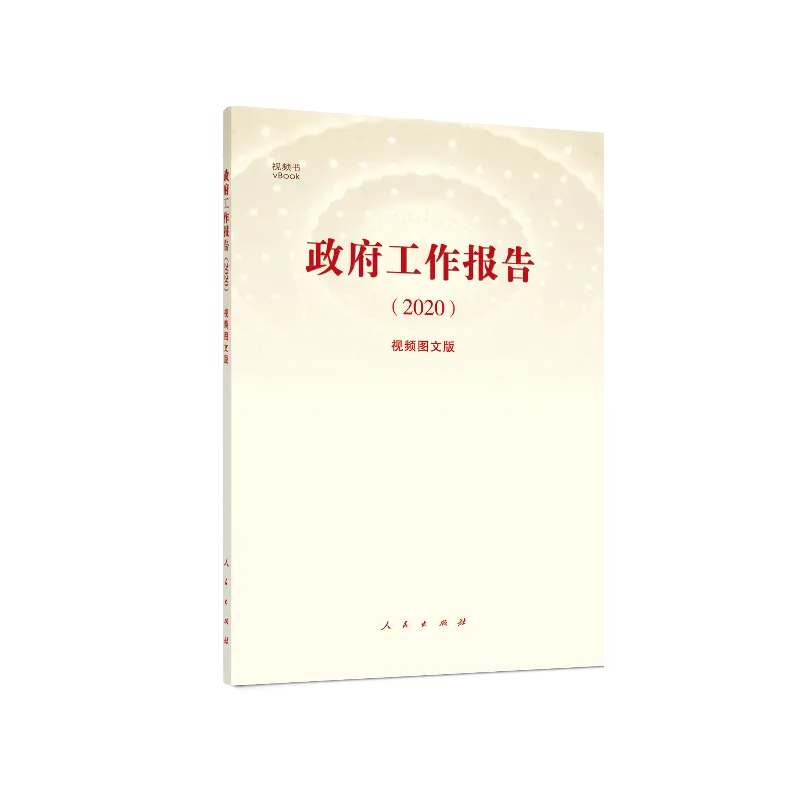 视频书
vBook
政府工作报告
（2020）
视频图文版
人民出版社
政府工作报告（2020） 视频图文版
人民出版社